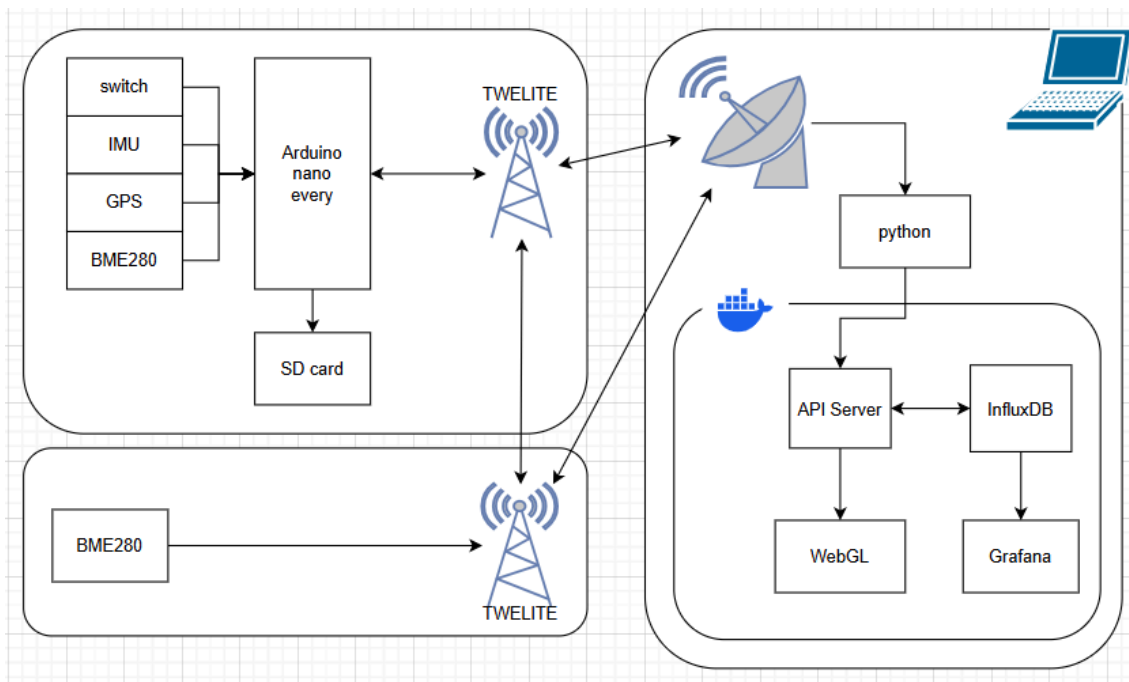 switch
IMU
GPS
BME280
Arduino
nano
every
SD card
TWELITE
BME280
TWELITE
python
API Server
InfluxDB
WebGL
Grafana